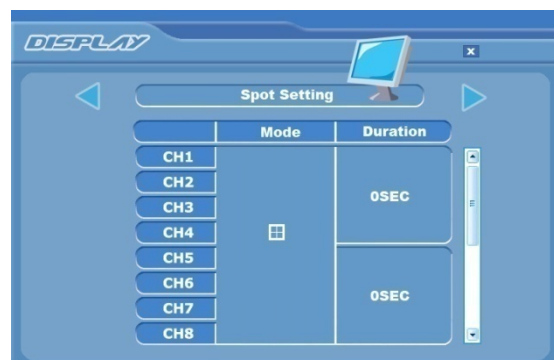 DISPLAY
Spot Setting
Mode Duration
CH1
CH2
CH3
CH4
CH5
CH6
CH7
CH8
0SEC
0SEC